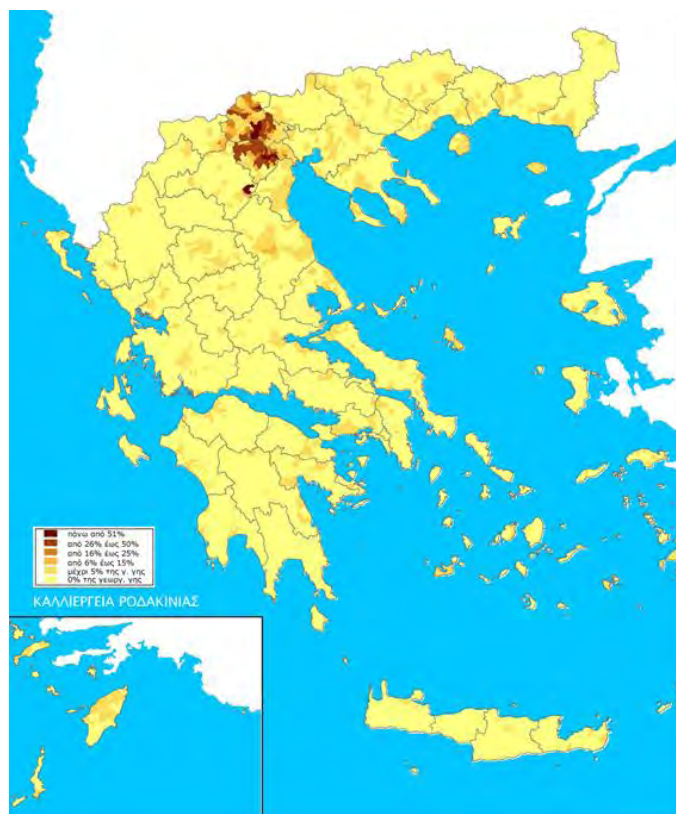 πάνω από 51%
από 26% έως 50%
από 16% έως 25%
από 6% έως 15%
μέχρι 5% της γ. γης
0% της γεωργ. γης
ΚΑΛΛΙΕΡΓΕΙΑ ΡΟΔΑΚΙΝΙΑΣ